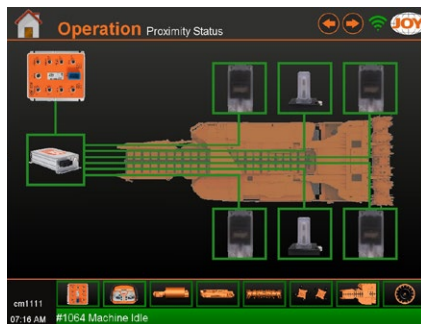 Operation Proximity Status
JOY
cm1111
07:16 AM #1064 Machine Idle